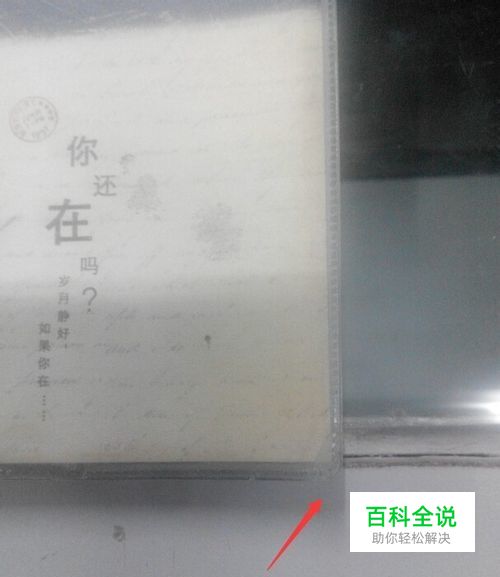 你
还
在
吗?
岁月静好,
如果你在……
百科全说
助你轻松解决